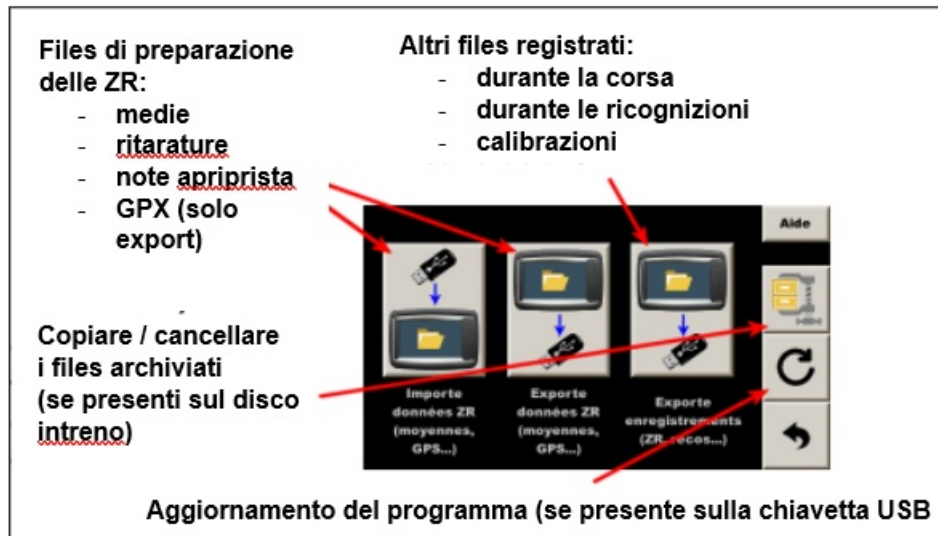 Files di preparazione
delle ZR:
- medie
- ritarature
- note apriprista
- GPX (solo
export)
Altri files registrati:
- durante la corsa
- durante le ricognizioni
- calibrazioni
Aide
Copiare / cancellare
i files archiviati
(se presenti sul disco
intreno)
Importe
données ZR
(moyennes,
GPS...)
Exporte
données ZR
(moyennes,
GPS...)
Exporte
enregistrements
(ZR, recos...)
Aggiornamento del programma (se presente sulla chiavetta USB